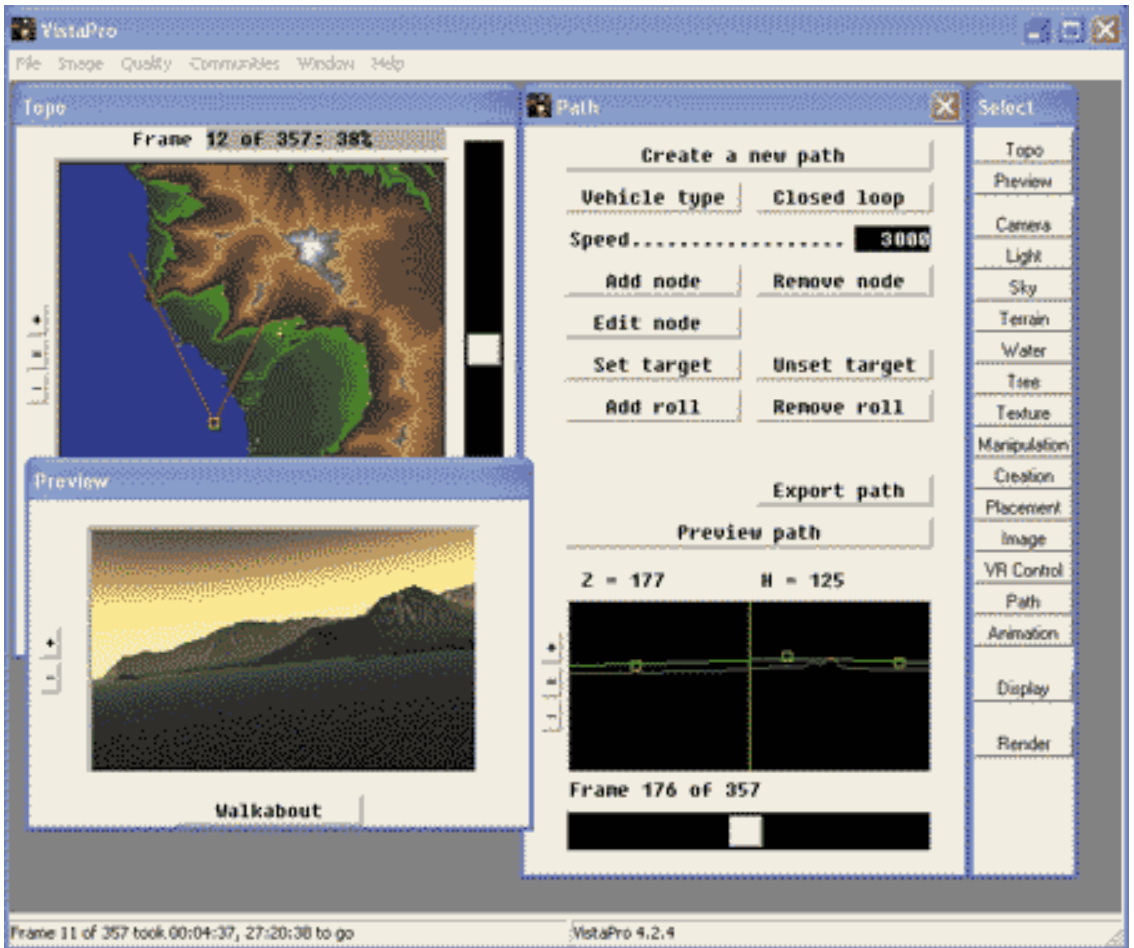 VistaPro
File Image Quality Communities Window Help
Topo
Frame 12 of 357: 38%
Preview
Walkabout
Path
Create a new path
Vehicle type Closed loop
Speed.................. 3000
Add node Remove node
Edit node
Set target Unset target
Add roll Remove roll
Export path
Preview path
Z = 177 H = 125
Frame 176 of 357
Select
Topo
Preview
Camera
Light
Sky
Terrain
Water
Tree
Texture
Manipulation
Creation
Placement
Image
VR Control
Path
Animation
Display
Render
Frame 11 of 357 took 00:04:37, 27:20:38 to go
VistaPro 4.2.4